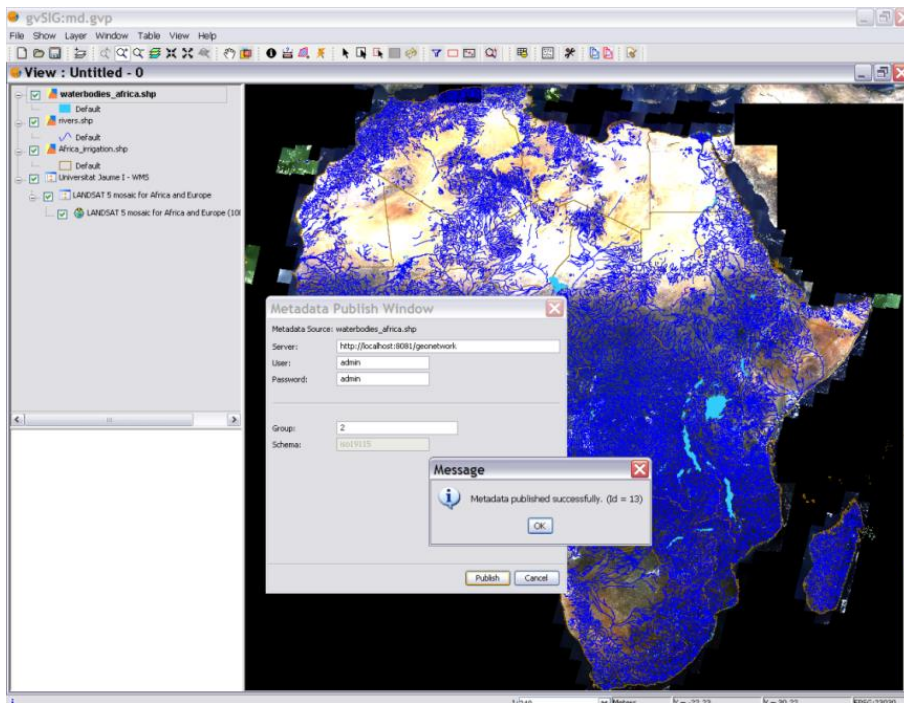 gvSIG:md.gvp
File Show Layer Window Table View Help
View : Untitled - 0
waterbodies_africa.shp
Default
rivers.shp
Default
Africa_irrigation.shp
Default
Universitat Jaume I - WMS
LANDSAT 5 mosaic for Africa and Europe
LANDSAT 5 mosaic for Africa and Europe (10
Metadata Publish Window
Metadata Source: waterbodies_africa.shp
Server: http://localhost:8081/geonetwork
User: admin
Password: admin
Group: 2
Schema: iso19115
Message
Metadata published successfully. (Id = 13)
OK
Publish Cancel
Meters